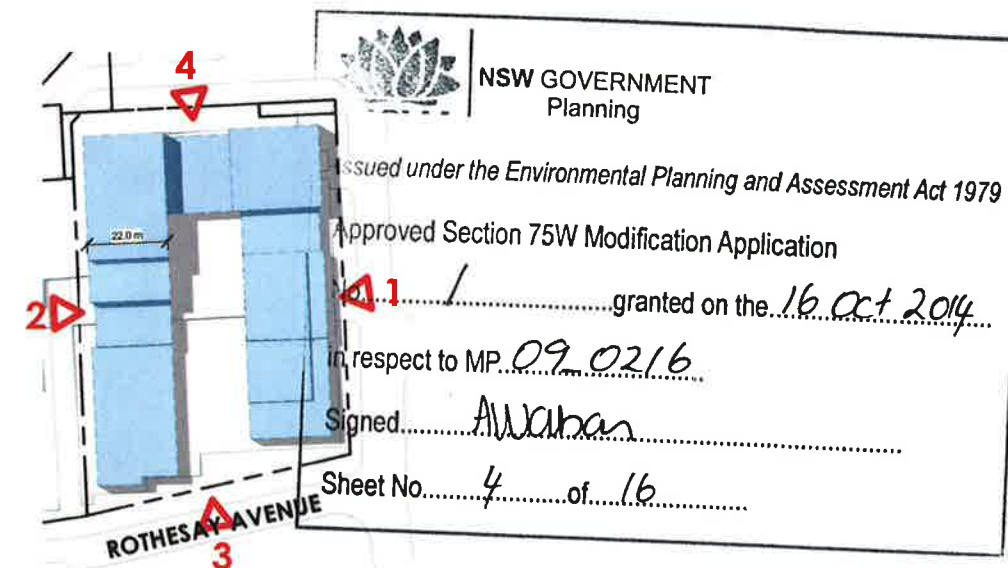 4
22.0 m
2
1
ROTHESAY AVENUE
3
NSW GOVERNMENT
Planning
Issued under the Environmental Planning and Assessment Act 1979
Approved Section 75W Modification Application
No. 1 granted on the 16 Oct 2014
in respect to MP 09_0216
Signed
Sheet No. 4 of 16